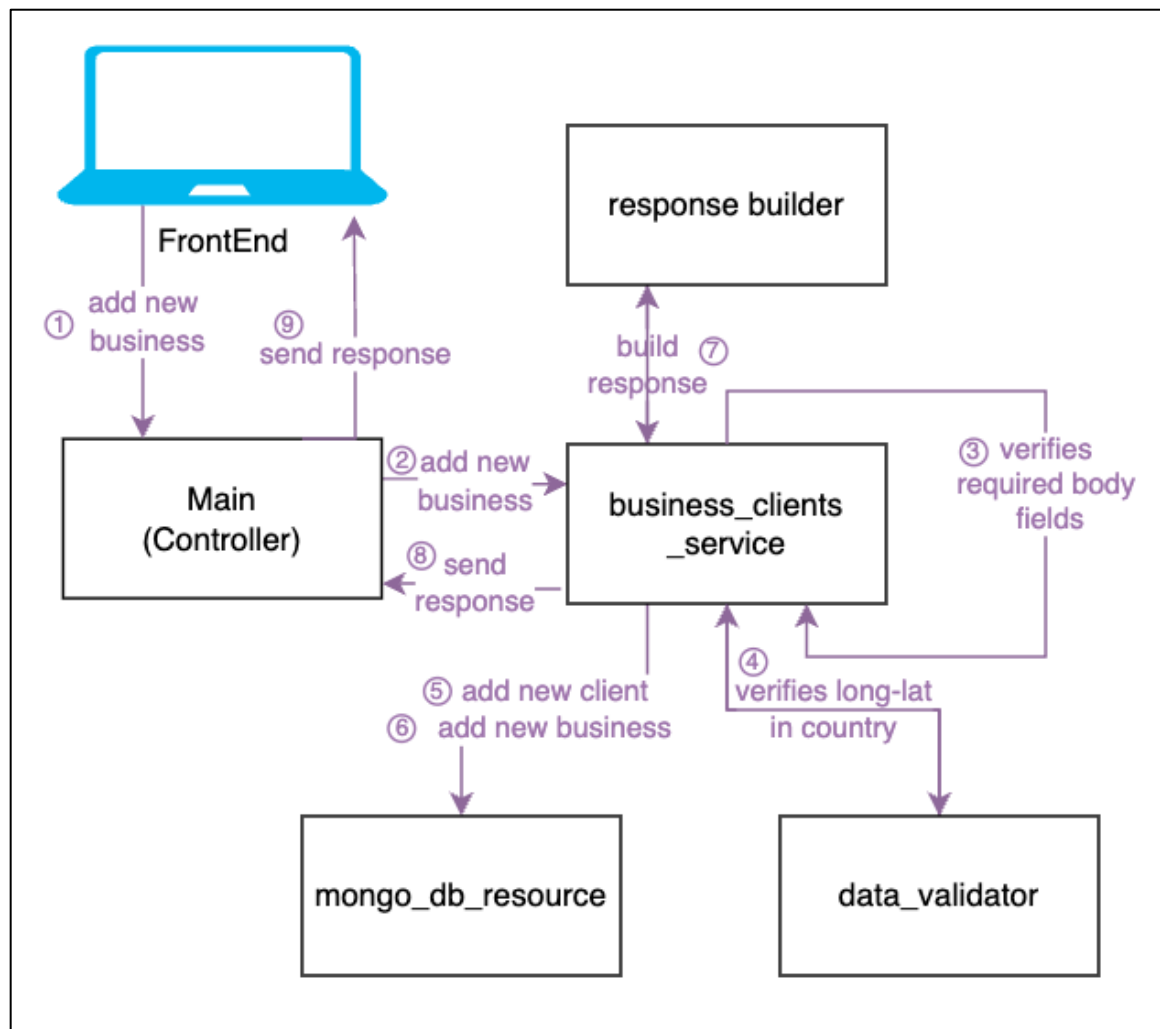 FrontEnd
① add new
business
⑨
send response
response builder
build ⑦
response
Main
(Controller)
② add new
business
⑧ send
response
business_clients
_service
③ verifies
required body
fields
④
verifies long-lat
in country
⑤ add new client
⑥ add new business
mongo_db_resource
data_validator